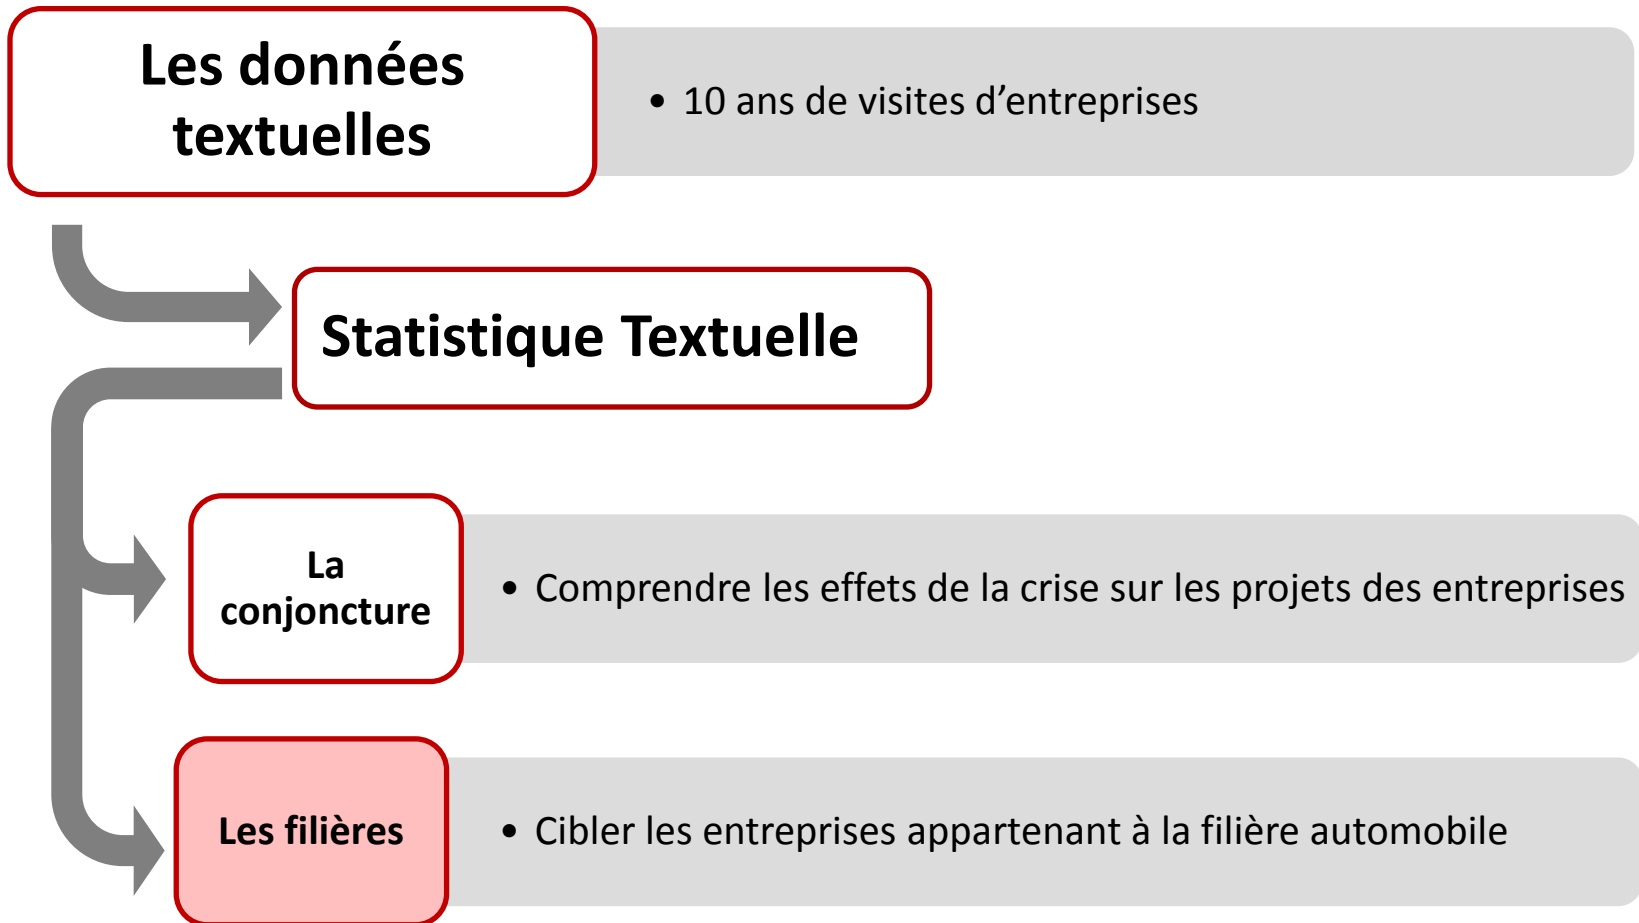 Les données
textuelles
• 10 ans de visites d’entreprises
Statistique Textuelle
La
conjoncture
• Comprendre les effets de la crise sur les projets des entreprises
Les filières
• Cibler les entreprises appartenant à la filière automobile